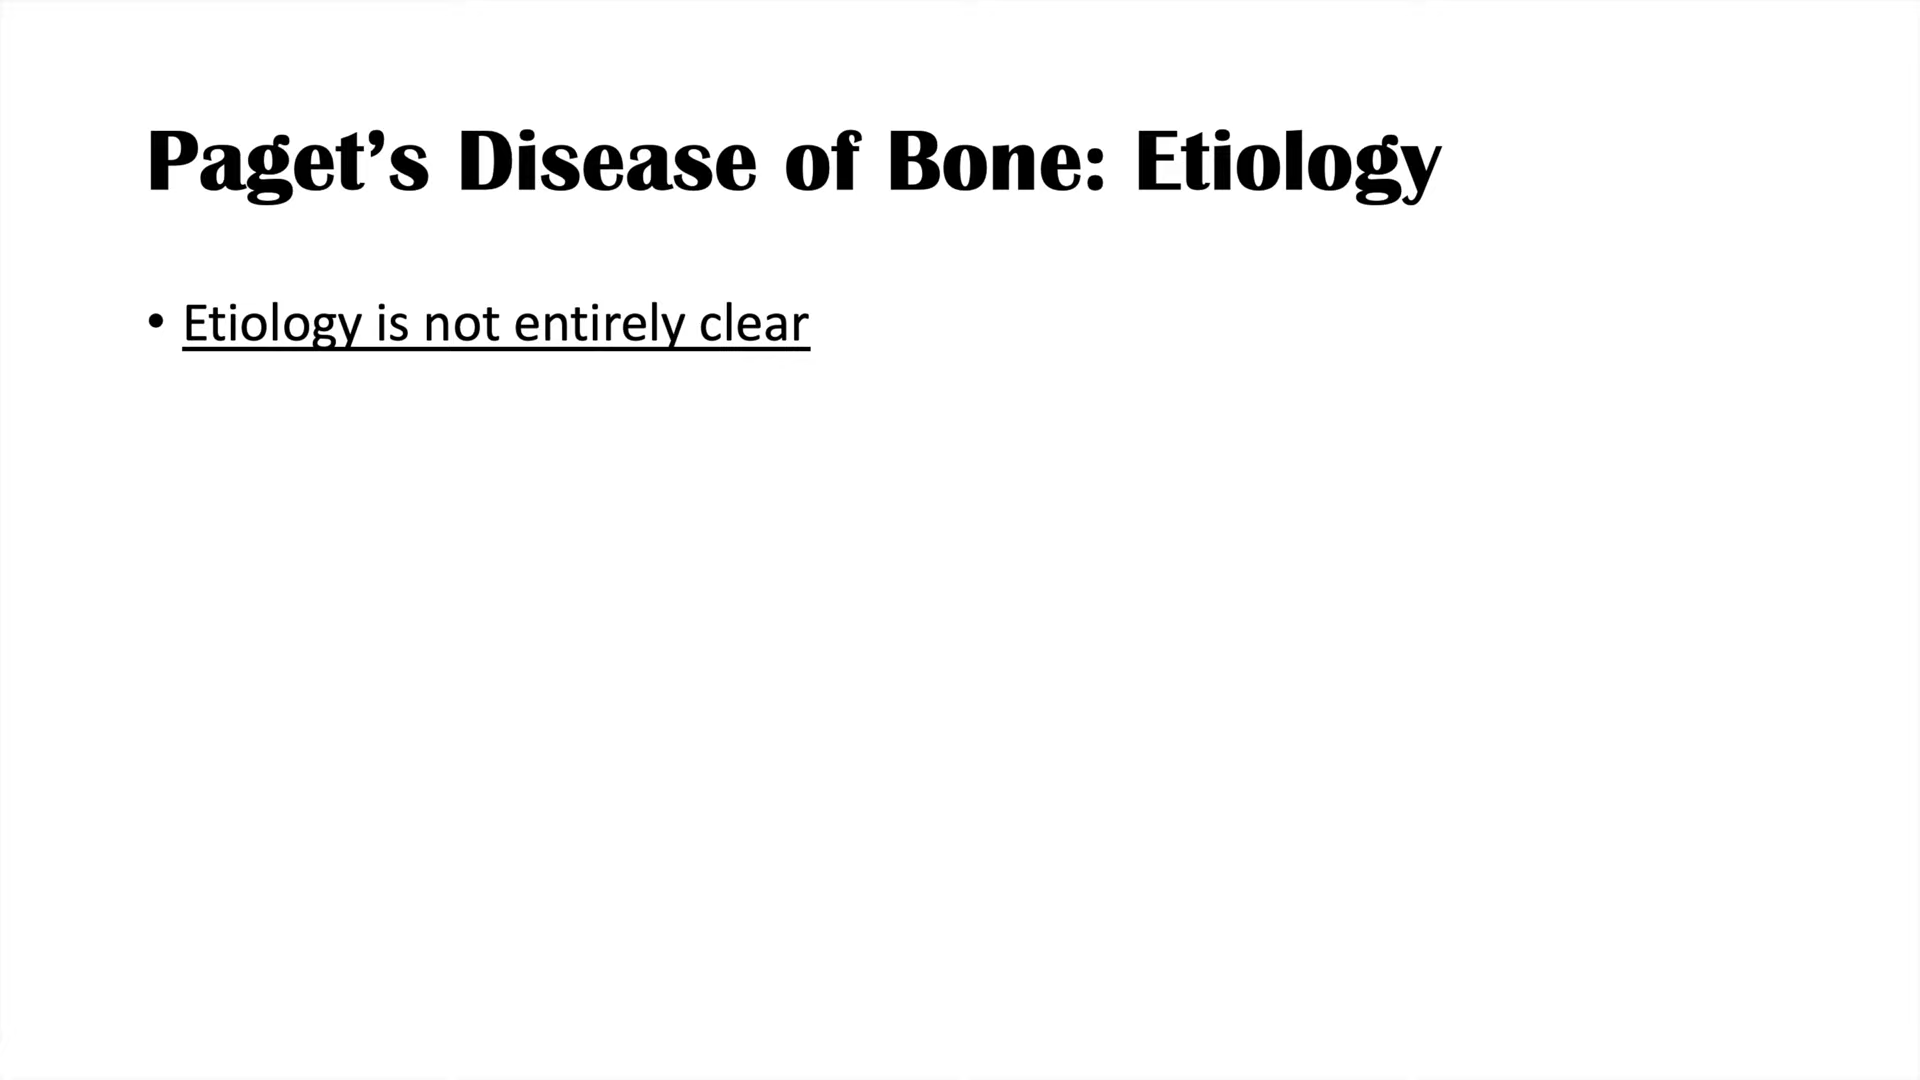 Paget’s Disease of Bone: Etiology
• Etiology is not entirely clear